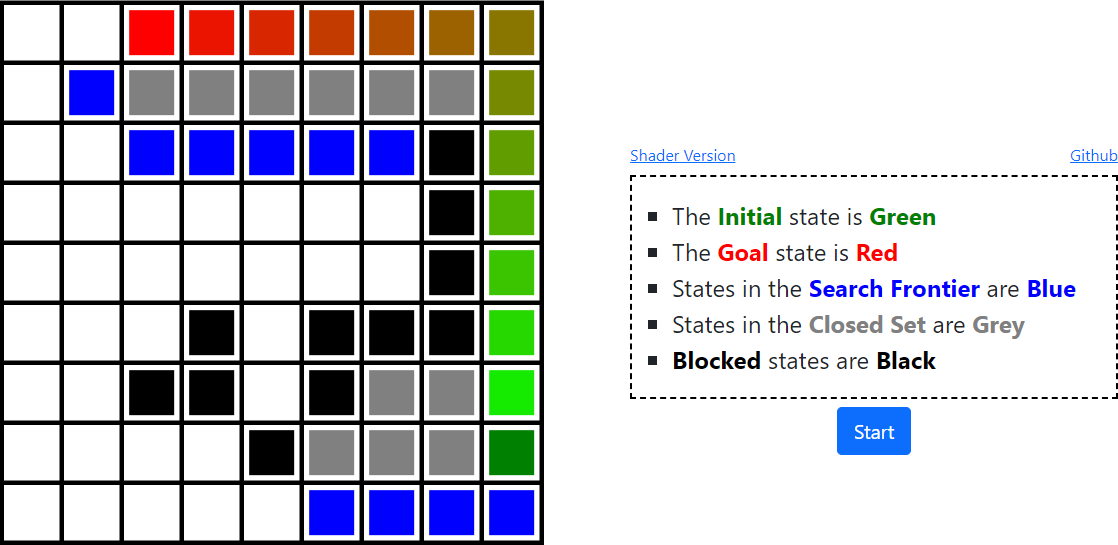 Shader Version
Github
The Initial state is Green
The Goal state is Red
States in the Search Frontier are Blue
States in the Closed Set are Grey
Blocked states are Black
Start